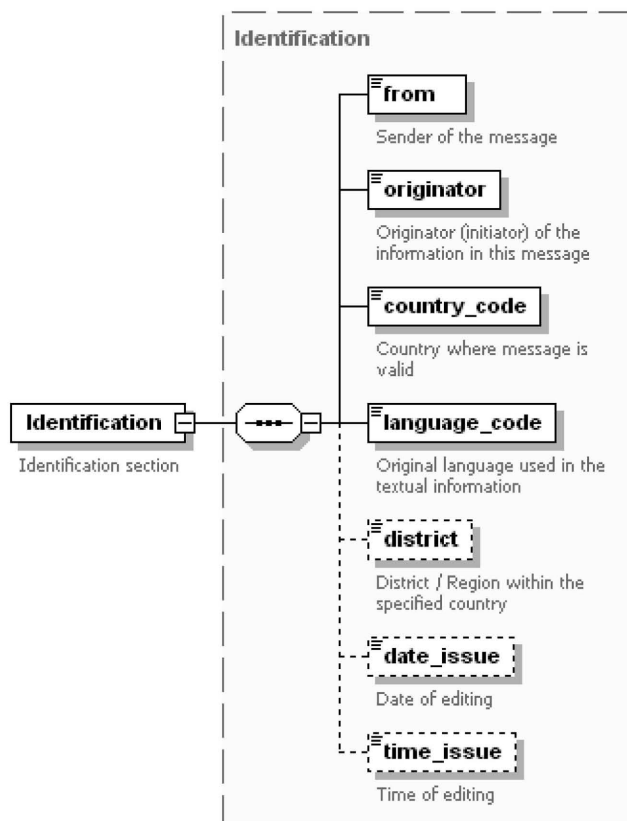 Identification
from
Sender of the message
originator
Originator (initiator) of the
information in this message
country_code
Country where message is
valid
Identification
Identification section
language_code
Original language used in the
textual information
district
District / Region within the
specified country
date_issue
Date of editing
time_issue
Time of editing